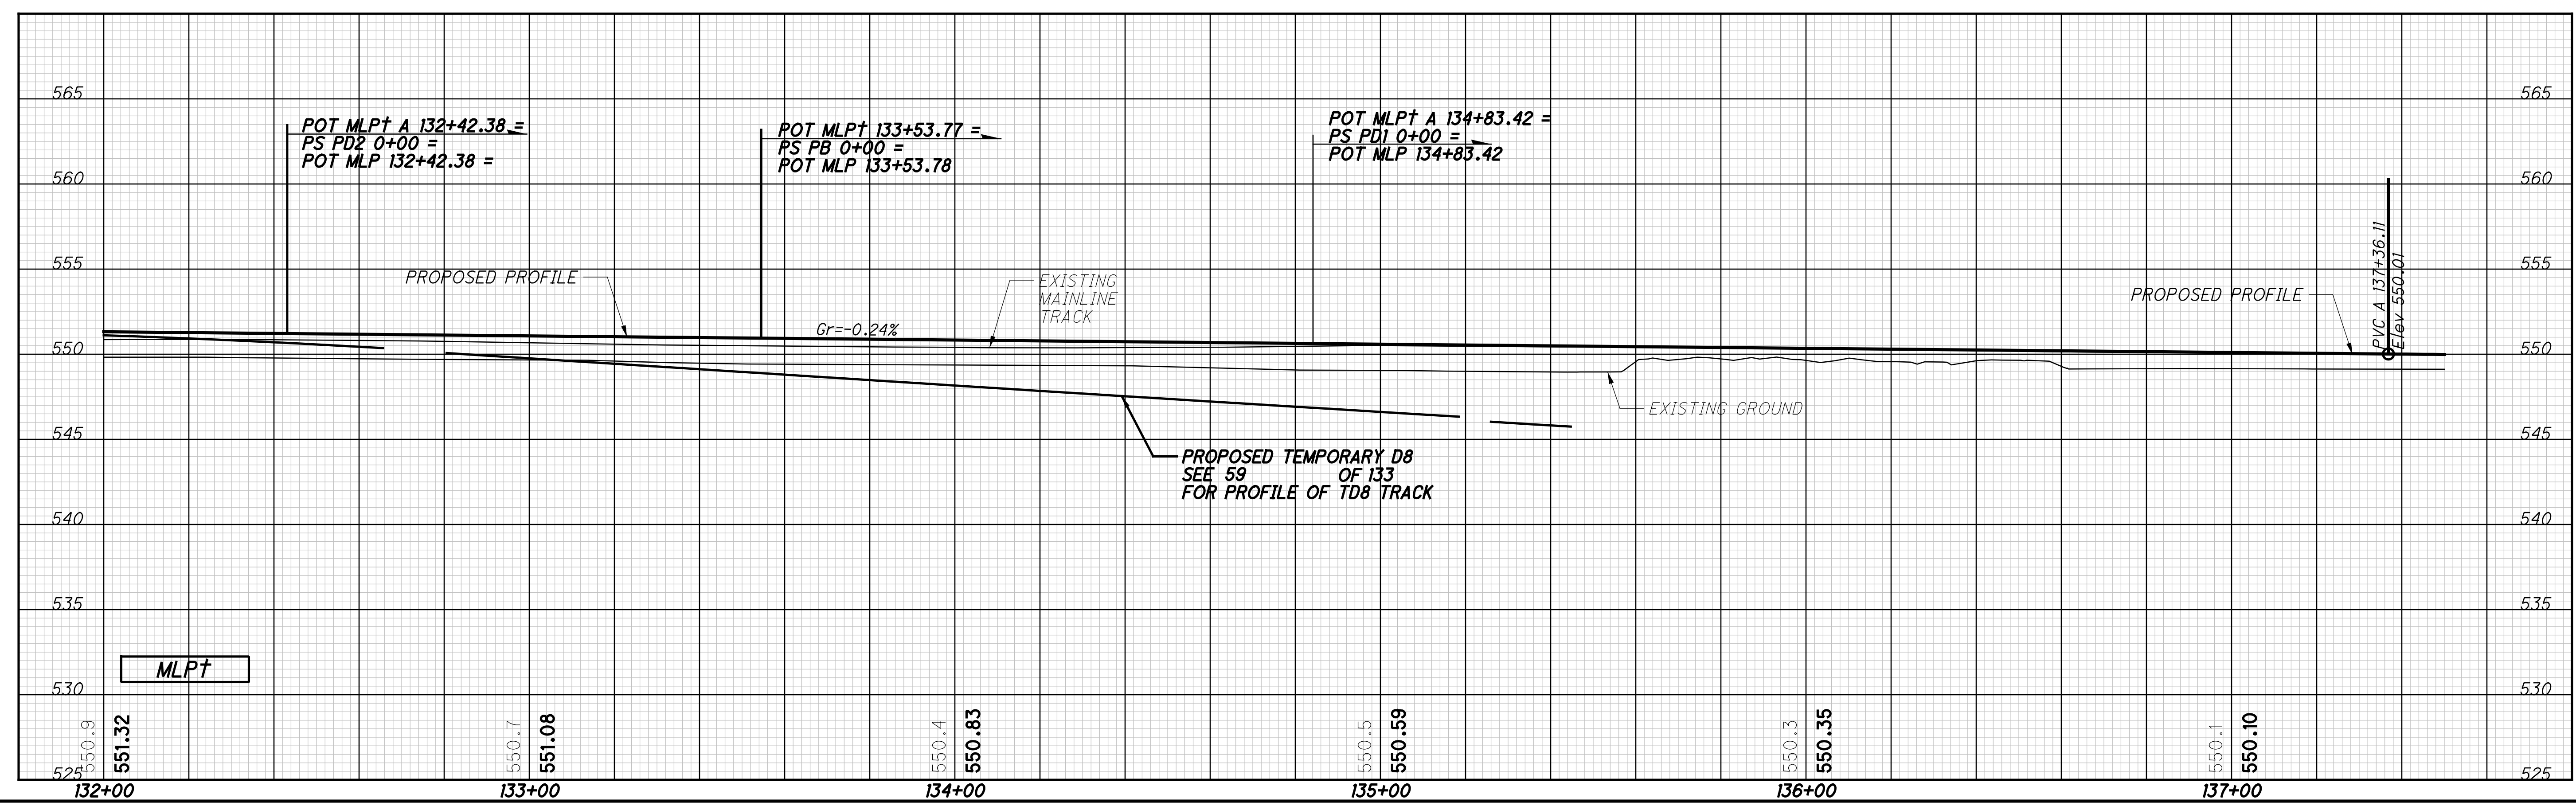 565
565
POT MLP† A 132+42.38 =
PS PD2 0+00 =
POT MLP 132+42.38 =
POT MLP† 133+53.77 =
PS PB 0+00 =
POT MLP 133+53.78
POT MLP† A 134+83.42 =
PS PD1 0+00 =
POT MLP 134+83.42
560
560
555
555
PROPOSED PROFILE
EXISTING
MAINLINE
TRACK
PROPOSED PROFILE
PVC A 137+36.11
Elev 550.01
Gr=-0.24%
550
550
EXISTING GROUND
545
545
PROPOSED TEMPORARY D8
SEE 59 OF 133
FOR PROFILE OF TD8 TRACK
540
540
535
535
MLP†
530
530
550.9
551.32
550.7
551.08
550.4
550.83
550.5
550.59
550.3
550.35
550.1
550.10
525
525
132+00
133+00
134+00
135+00
136+00
137+00